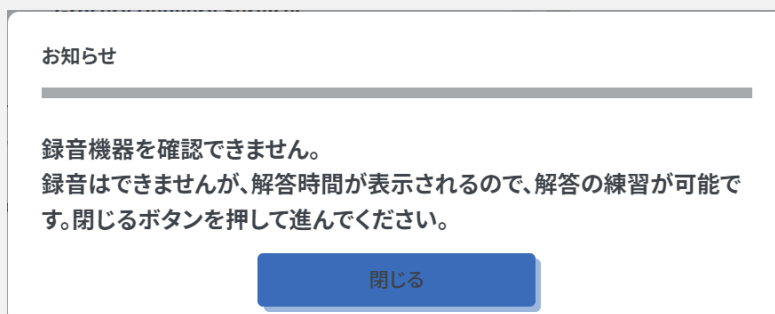 お知らせ
録音機器を確認できません。
録音はできませんが、解答時間が表示されるので、解答の練習が可能で
す。閉じるボタンを押して進んでください。
閉じる